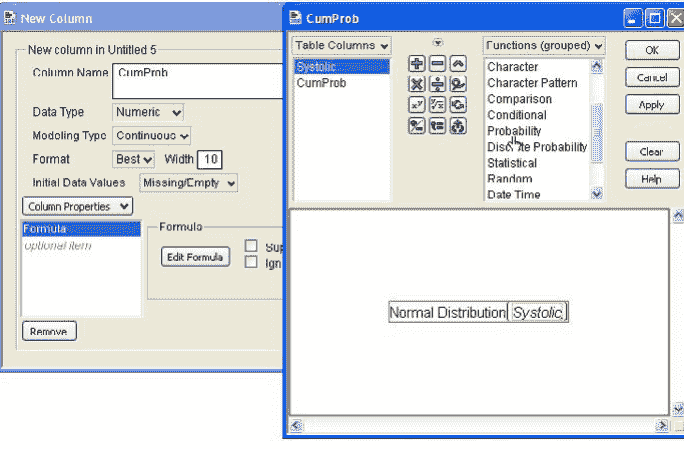 New Column
New column in Untitled 5
Column Name CumProb
Data Type Numeric
Modeling Type Continuous
Format Best Width 10
Initial Data Values Missing/Empty
Column Properties
Formula
optional item
Formula
Edit Formula
Sup
Ign
Remove
CumProb
Table Columns
Systolic
CumProb
Functions (grouped)
Character
Character Pattern
Comparison
Conditional
Probability
Discrete Probability
Statistical
Random
Date Time
OK
Cancel
Apply
Clear
Help
Normal Distribution[Systolic]